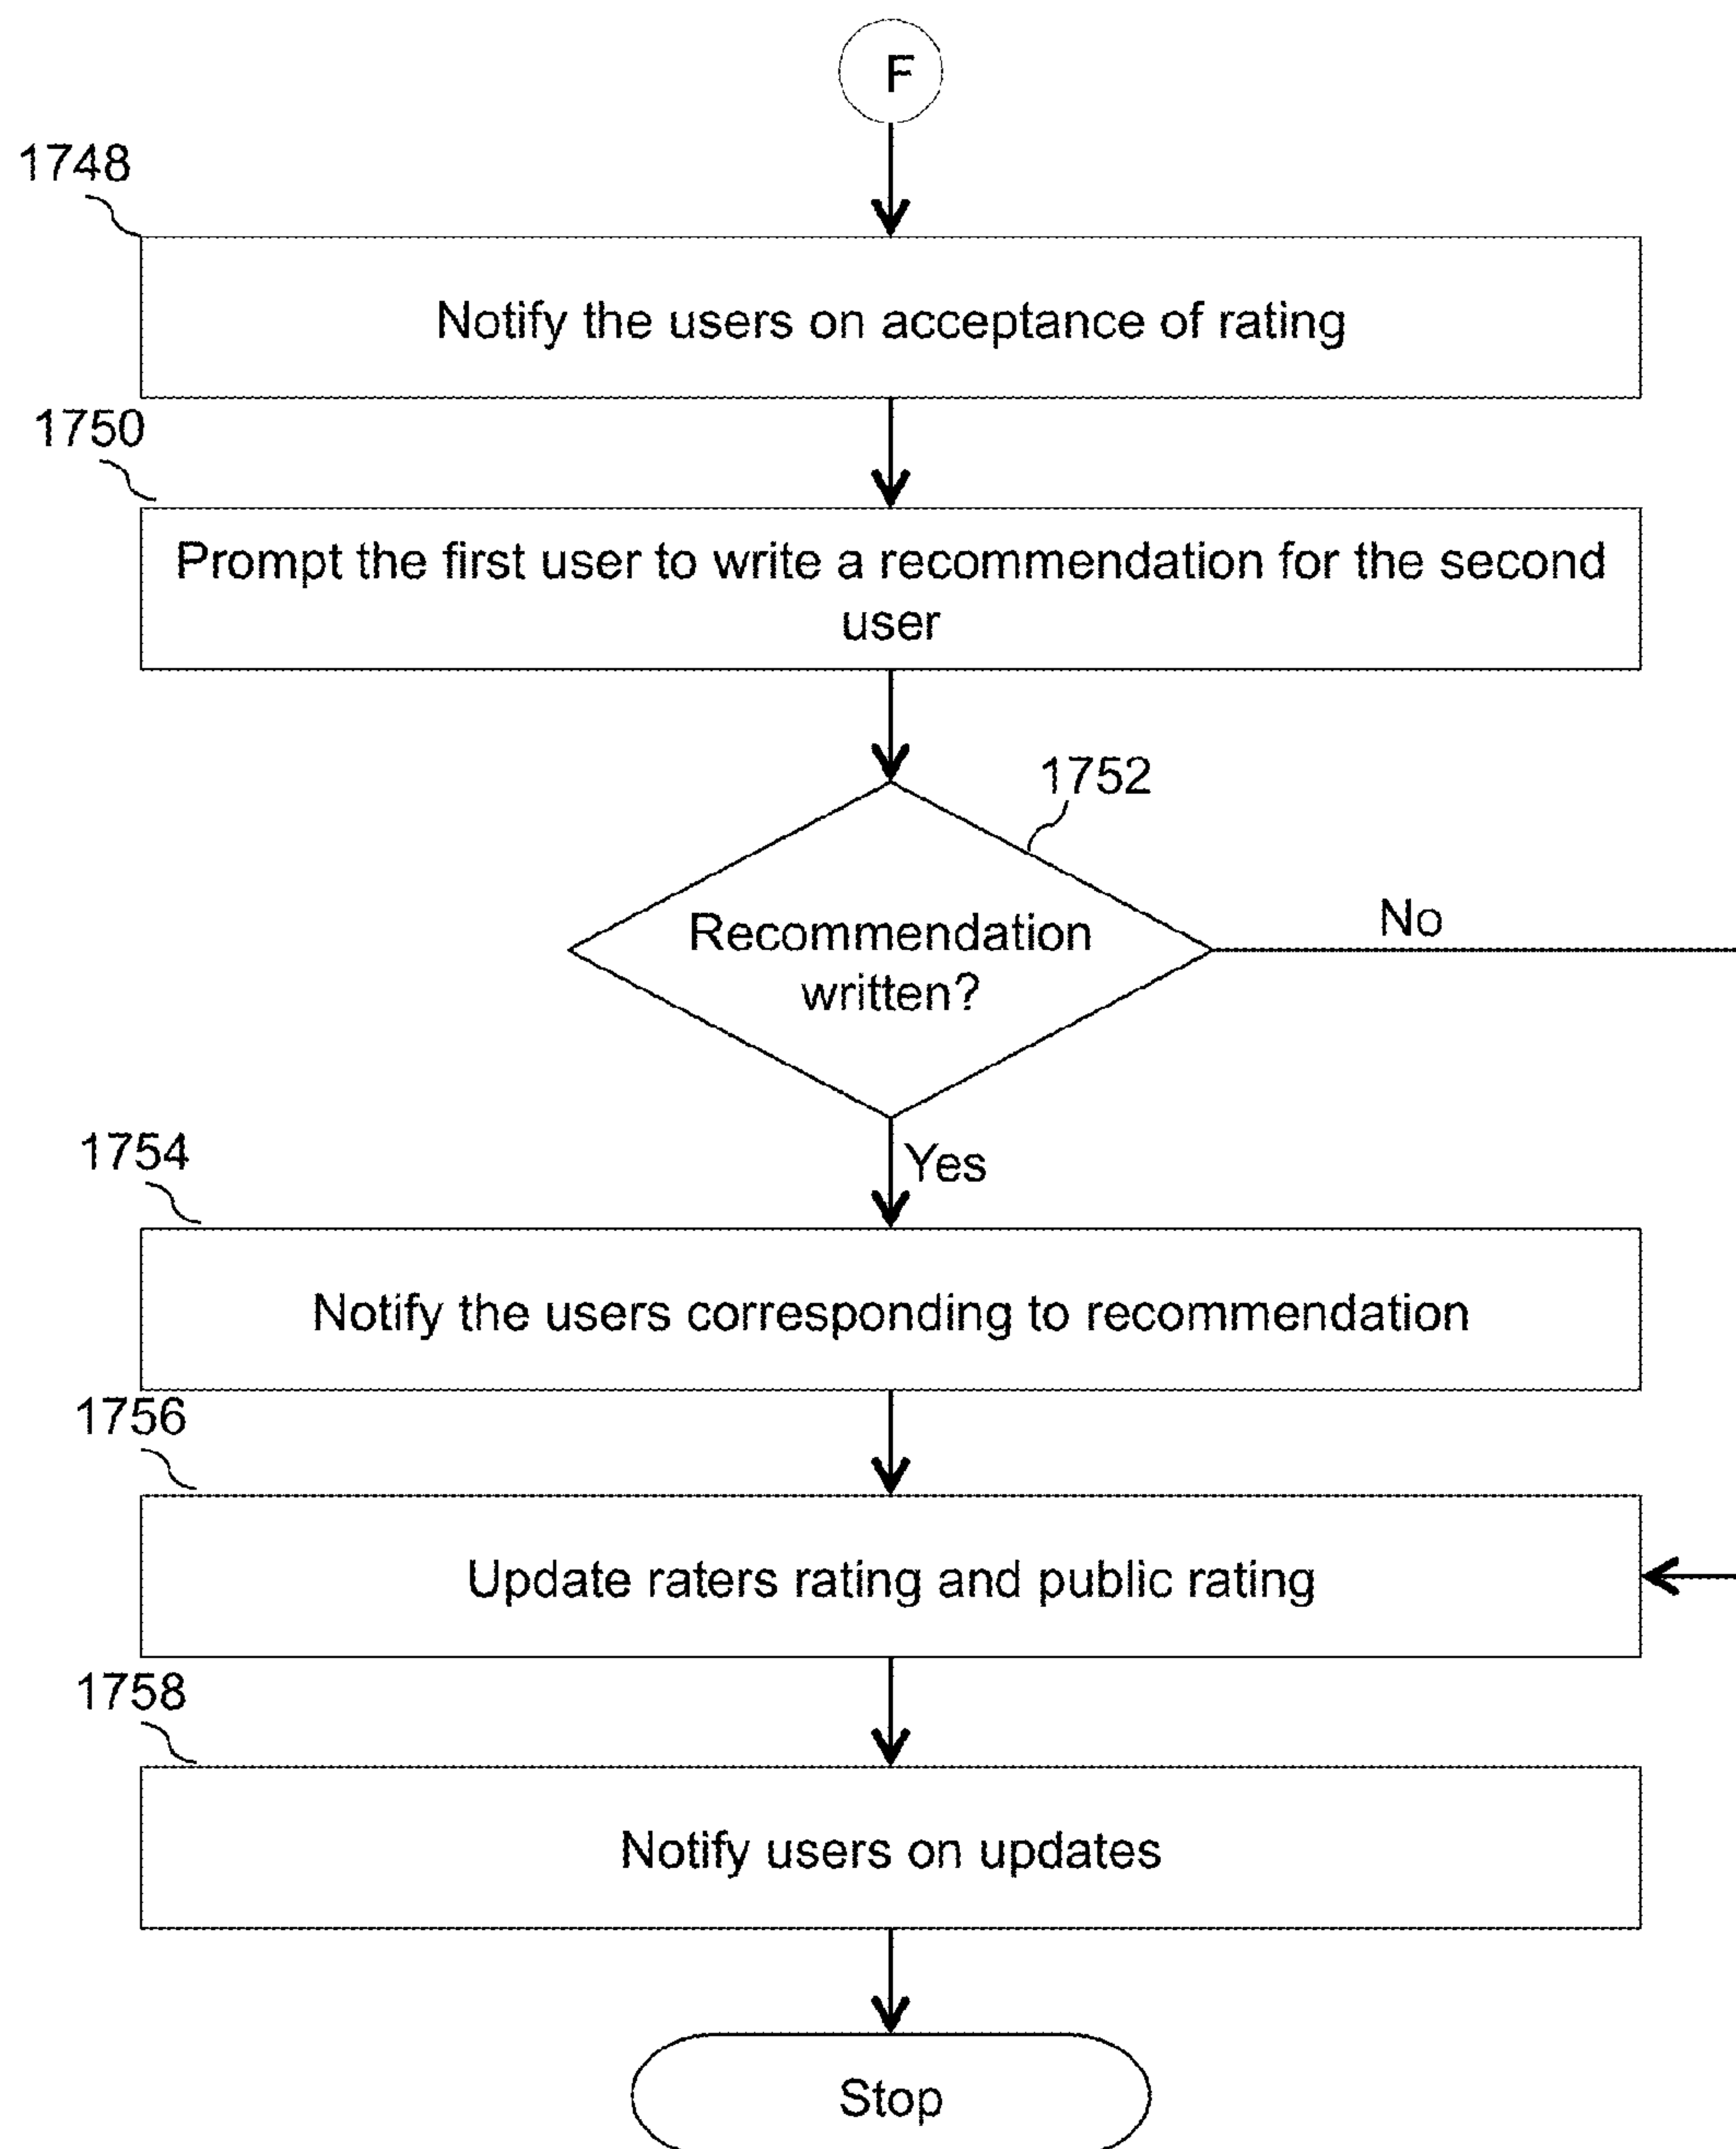 F
1748
Notify the users on acceptance of rating
1750
Prompt the first user to write a recommendation for the second
user
1752
Recommendation
written?
No
Yes
1754
Notify the users corresponding to recommendation
1756
Update raters rating and public rating
1758
Notify users on updates
Stop